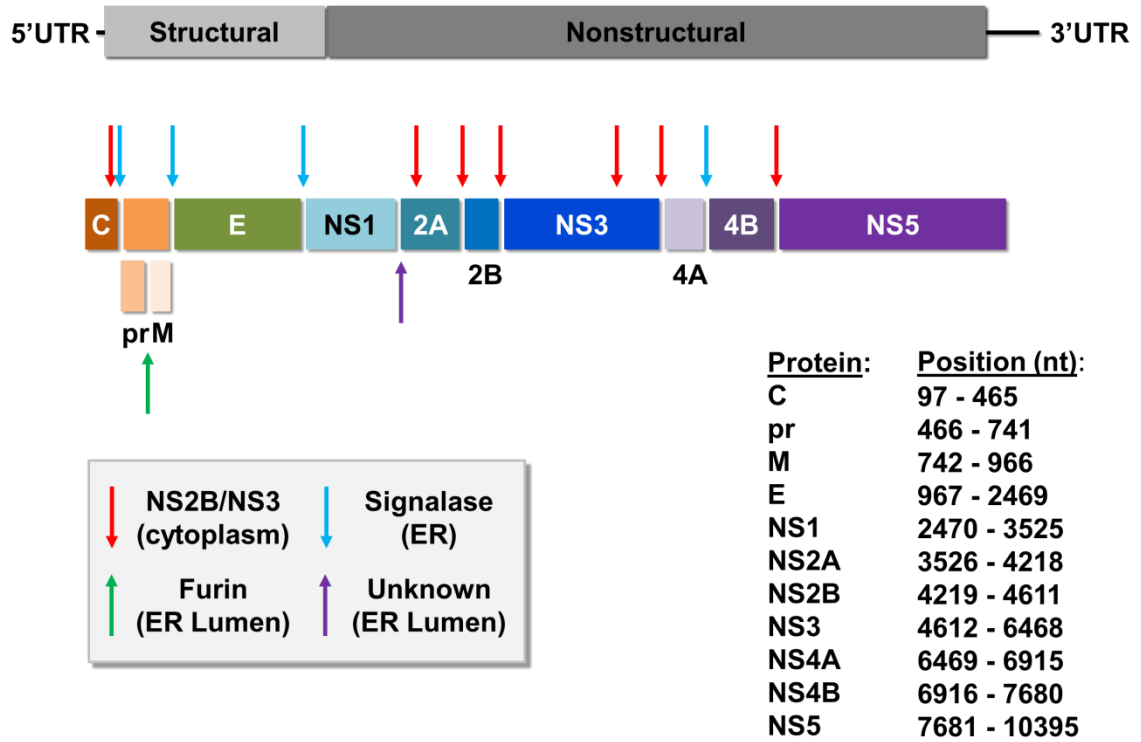 5’UTR Structural Nonstructural 3’UTR
C E NS1 2A NS3 4B NS5
2B 4A
pr M
NS2B/NS3
(cytoplasm)
Signalase
(ER)
Furin
(ER Lumen)
Unknown
(ER Lumen)
Protein: Position (nt):
C 97 - 465
pr 466 - 741
M 742 - 966
E 967 - 2469
NS1 2470 - 3525
NS2A 3526 - 4218
NS2B 4219 - 4611
NS3 4612 - 6468
NS4A 6469 - 6915
NS4B 6916 - 7680
NS5 7681 - 10395